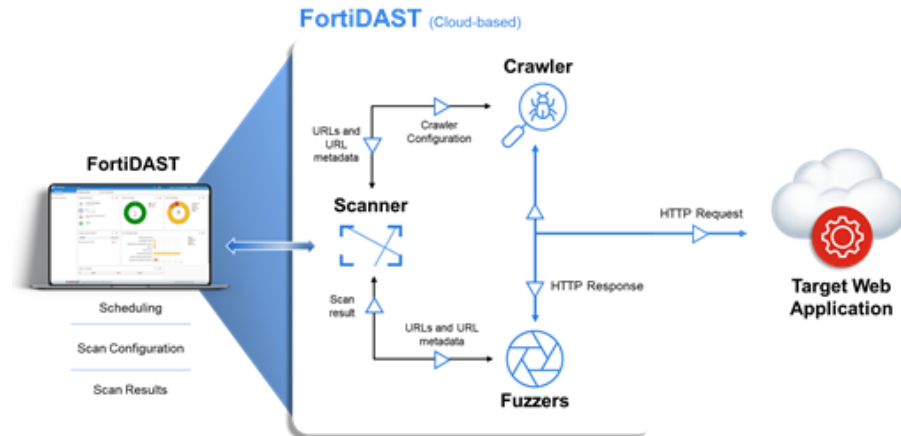 FortiDAST (Cloud-based)
Crawler
URLs and
URL
metadata
Crawler
Configuration
FortiDAST
Scanner
HTTP Request
HTTP Response
Target Web
Application
Scheduling
Scan
result
URLs and URL
metadata
Scan Configuration
Scan Results
Fuzzers